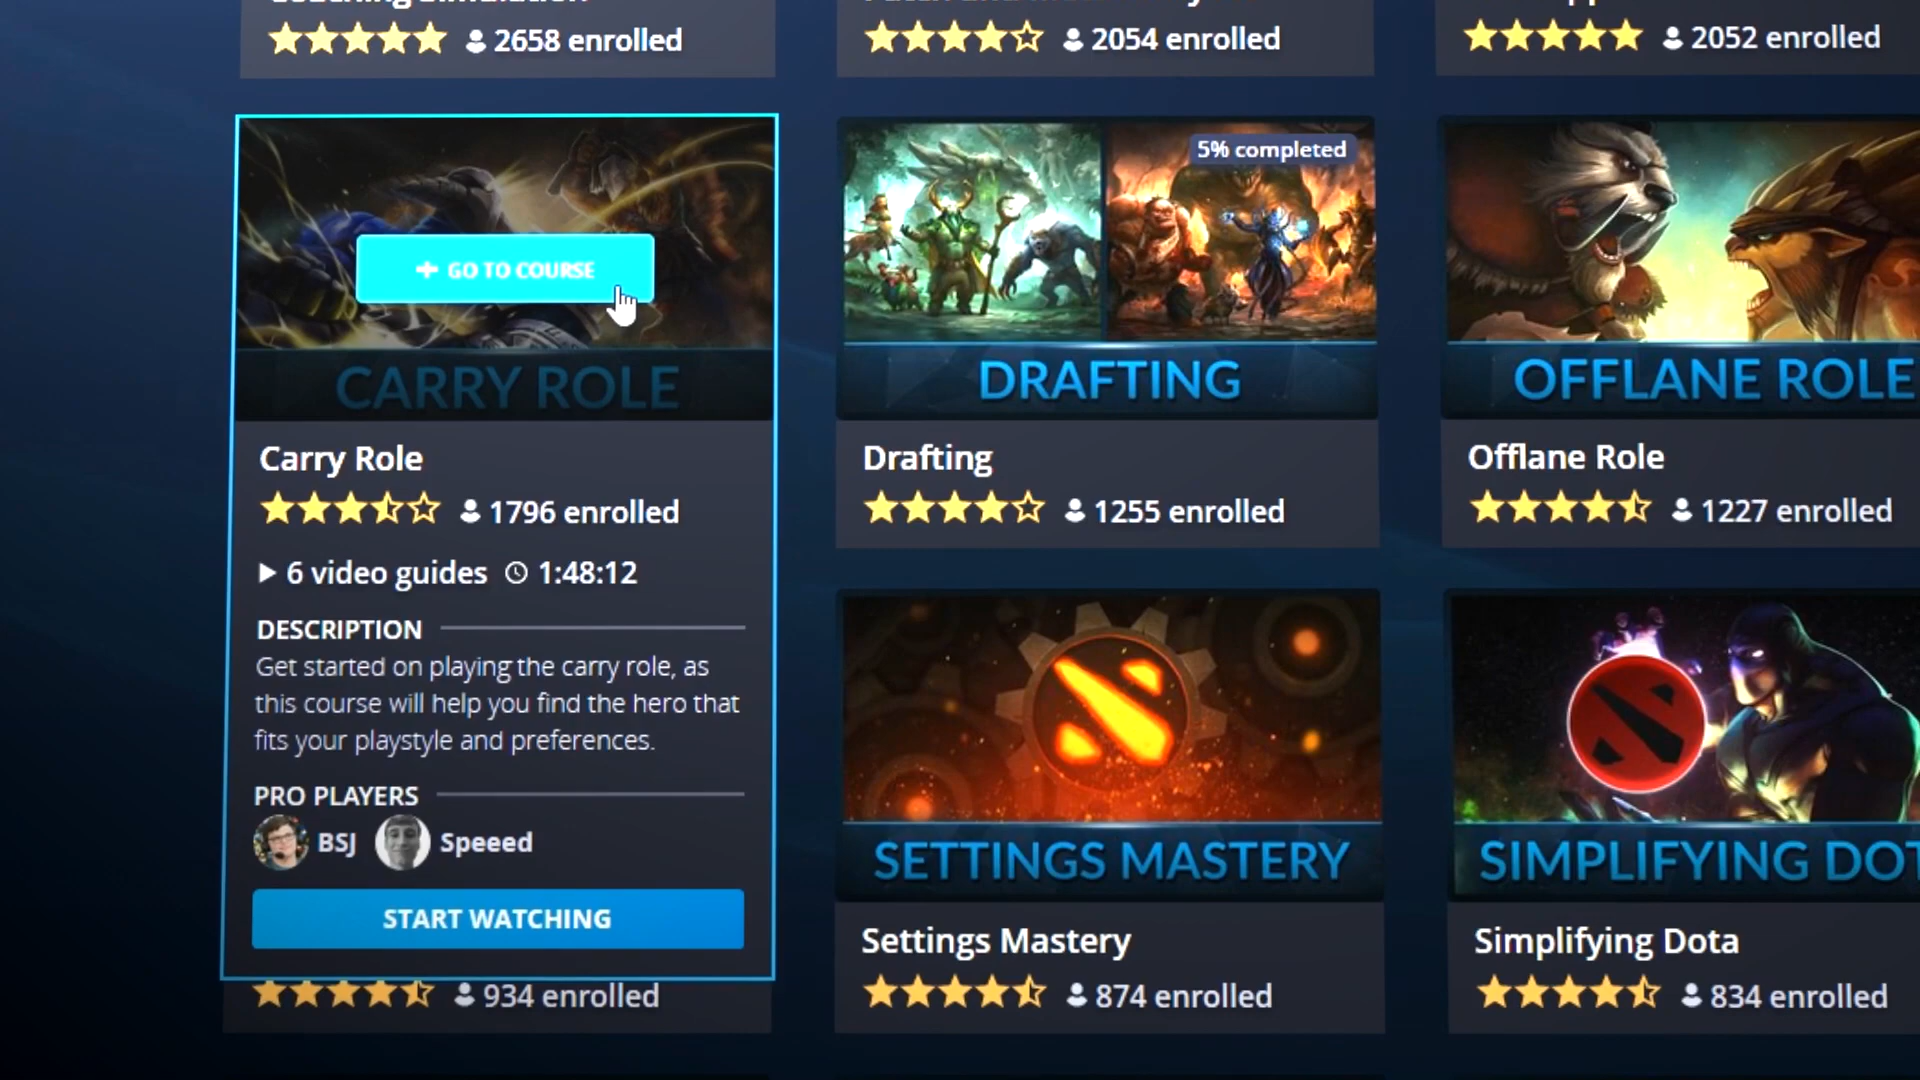 2658 enrolled
2054 enrolled
2052 enrolled
+ GO TO COURSE
CARRY ROLE
Carry Role
1796 enrolled
6 video guides 1:48:12
DESCRIPTION
Get started on playing the carry role, as
this course will help you find the hero that
fits your playstyle and preferences.
PRO PLAYERS
BSJ Speeed
START WATCHING
934 enrolled
5% completed
DRAFTING
Drafting
1255 enrolled
OFFLANE ROLE
Offlane Role
1227 enrolled
SETTINGS MASTERY
Settings Mastery
874 enrolled
SIMPLIFYING DOT
Simplifying Dota
834 enrolled